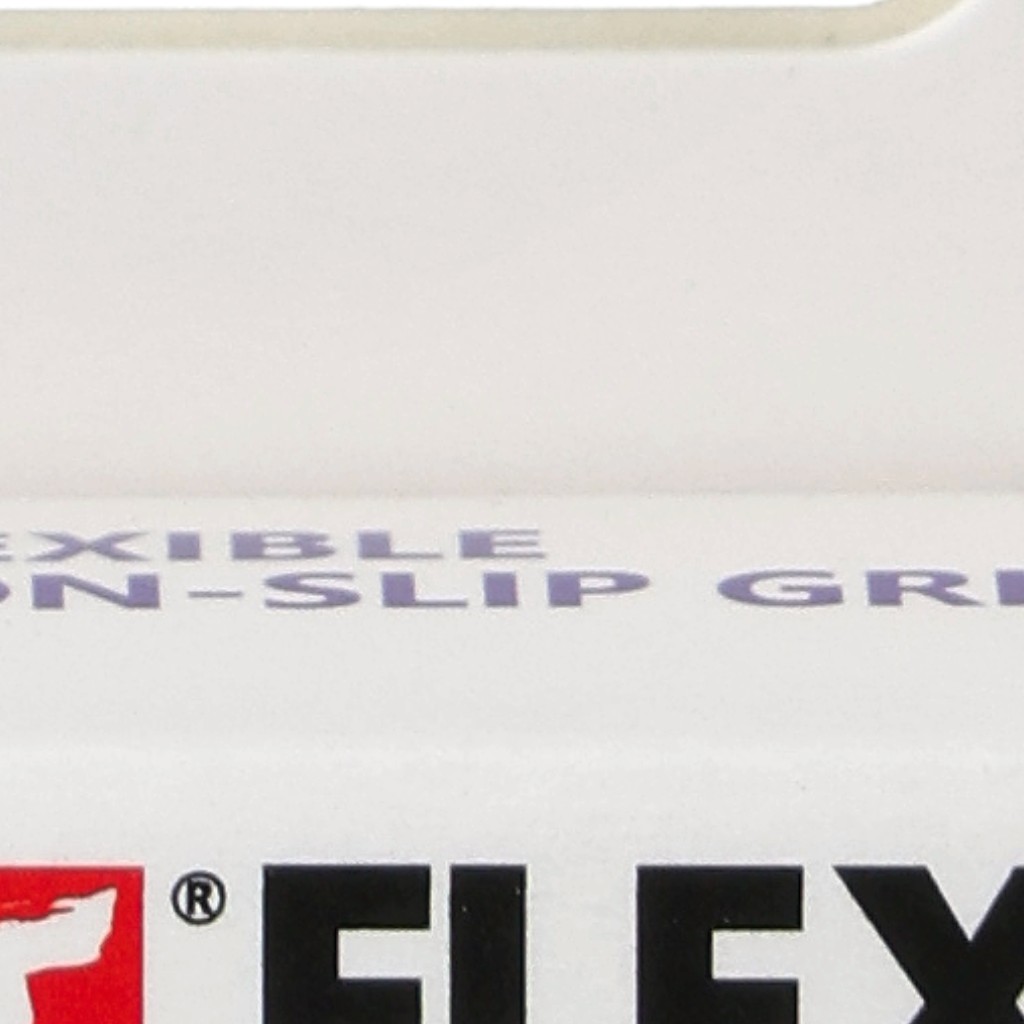 EXIBLE
ON-SLIP GRI
® FLEX